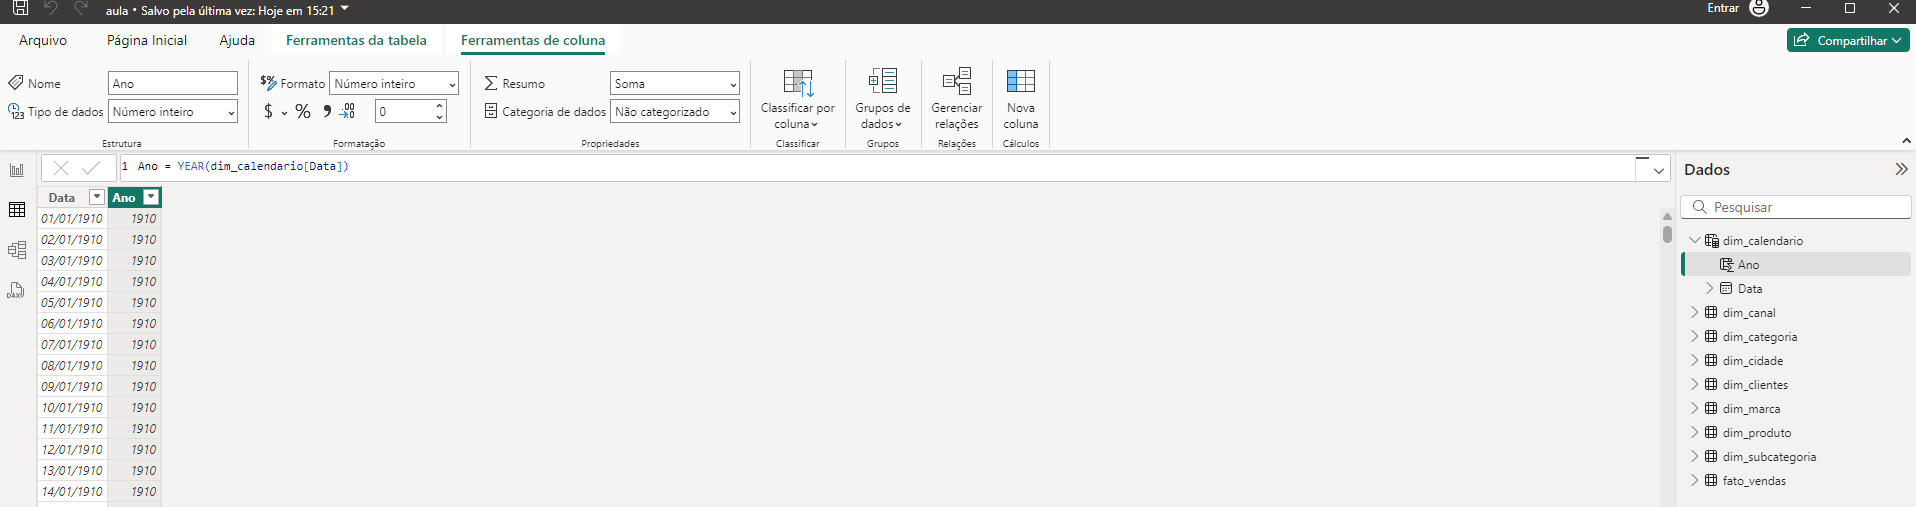 aula • Salvo pela última vez: Hoje em 15:21
Entrar
Arquivo
Página Inicial
Ajuda
Ferramentas da tabela
Ferramentas de coluna
Compartilhar
Nome
Ano
Tipo de dados
Número inteiro
Estrutura
$% Formato
Número inteiro
$ % , .00
0
Formatação
Resumo
Soma
Categoria de dados
Não categorizado
Propriedades
Classificar por
coluna
Classificar
Grupos de
dados
Grupos
Gerenciar
relações
Relações
Nova
coluna
Cálculos
1 Ano = YEAR(dim_calendario[Data])
Data Ano
01/01/1910 1910
02/01/1910 1910
03/01/1910 1910
04/01/1910 1910
05/01/1910 1910
06/01/1910 1910
07/01/1910 1910
08/01/1910 1910
09/01/1910 1910
10/01/1910 1910
11/01/1910 1910
12/01/1910 1910
13/01/1910 1910
14/01/1910 1910
DAX
Dados
Pesquisar
dim_calendario
Ano
Data
dim_canal
dim_categoria
dim_cidade
dim_clientes
dim_marca
dim_produto
dim_subcategoria
fato_vendas